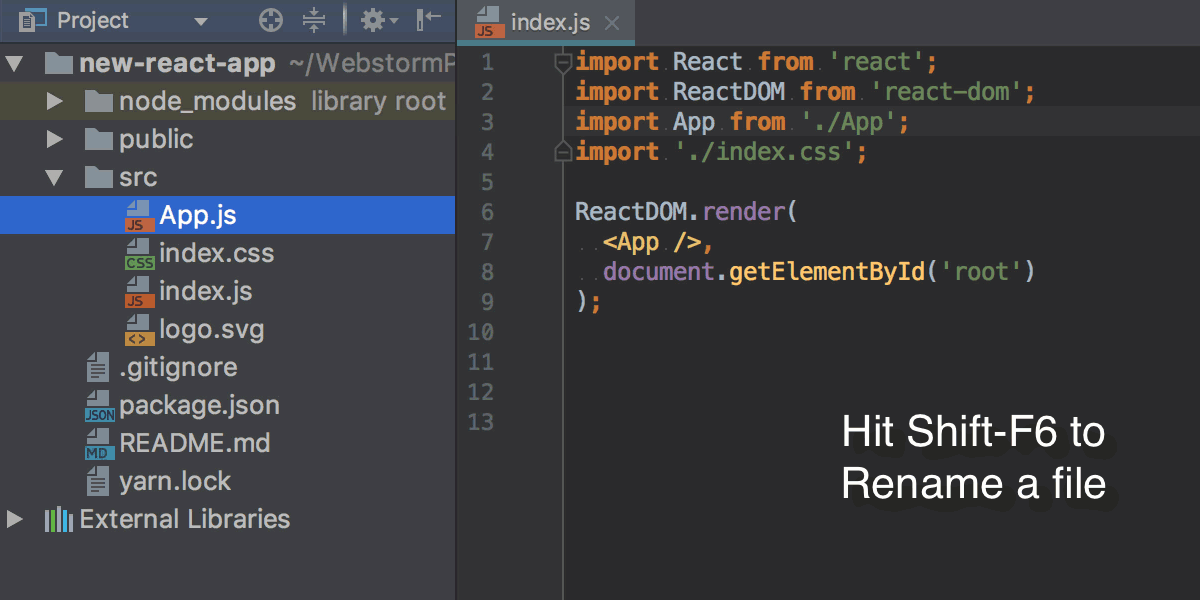 Project
new-react-app ~/WebstormP
node_modules library root
public
src
JS App.js
CSS index.css
JS index.js
<> logo.svg
.gitignore
JSON package.json
MD README.md
yarn.lock
External Libraries
JS index.js
1 import React from 'react';
2 import ReactDOM from 'react-dom';
3 import App from './App';
4 import './index.css';
5
6 ReactDOM.render(
7   <App />,
8   document.getElementById('root')
9 );
10
11
12
13
Hit Shift-F6 to
Rename a file